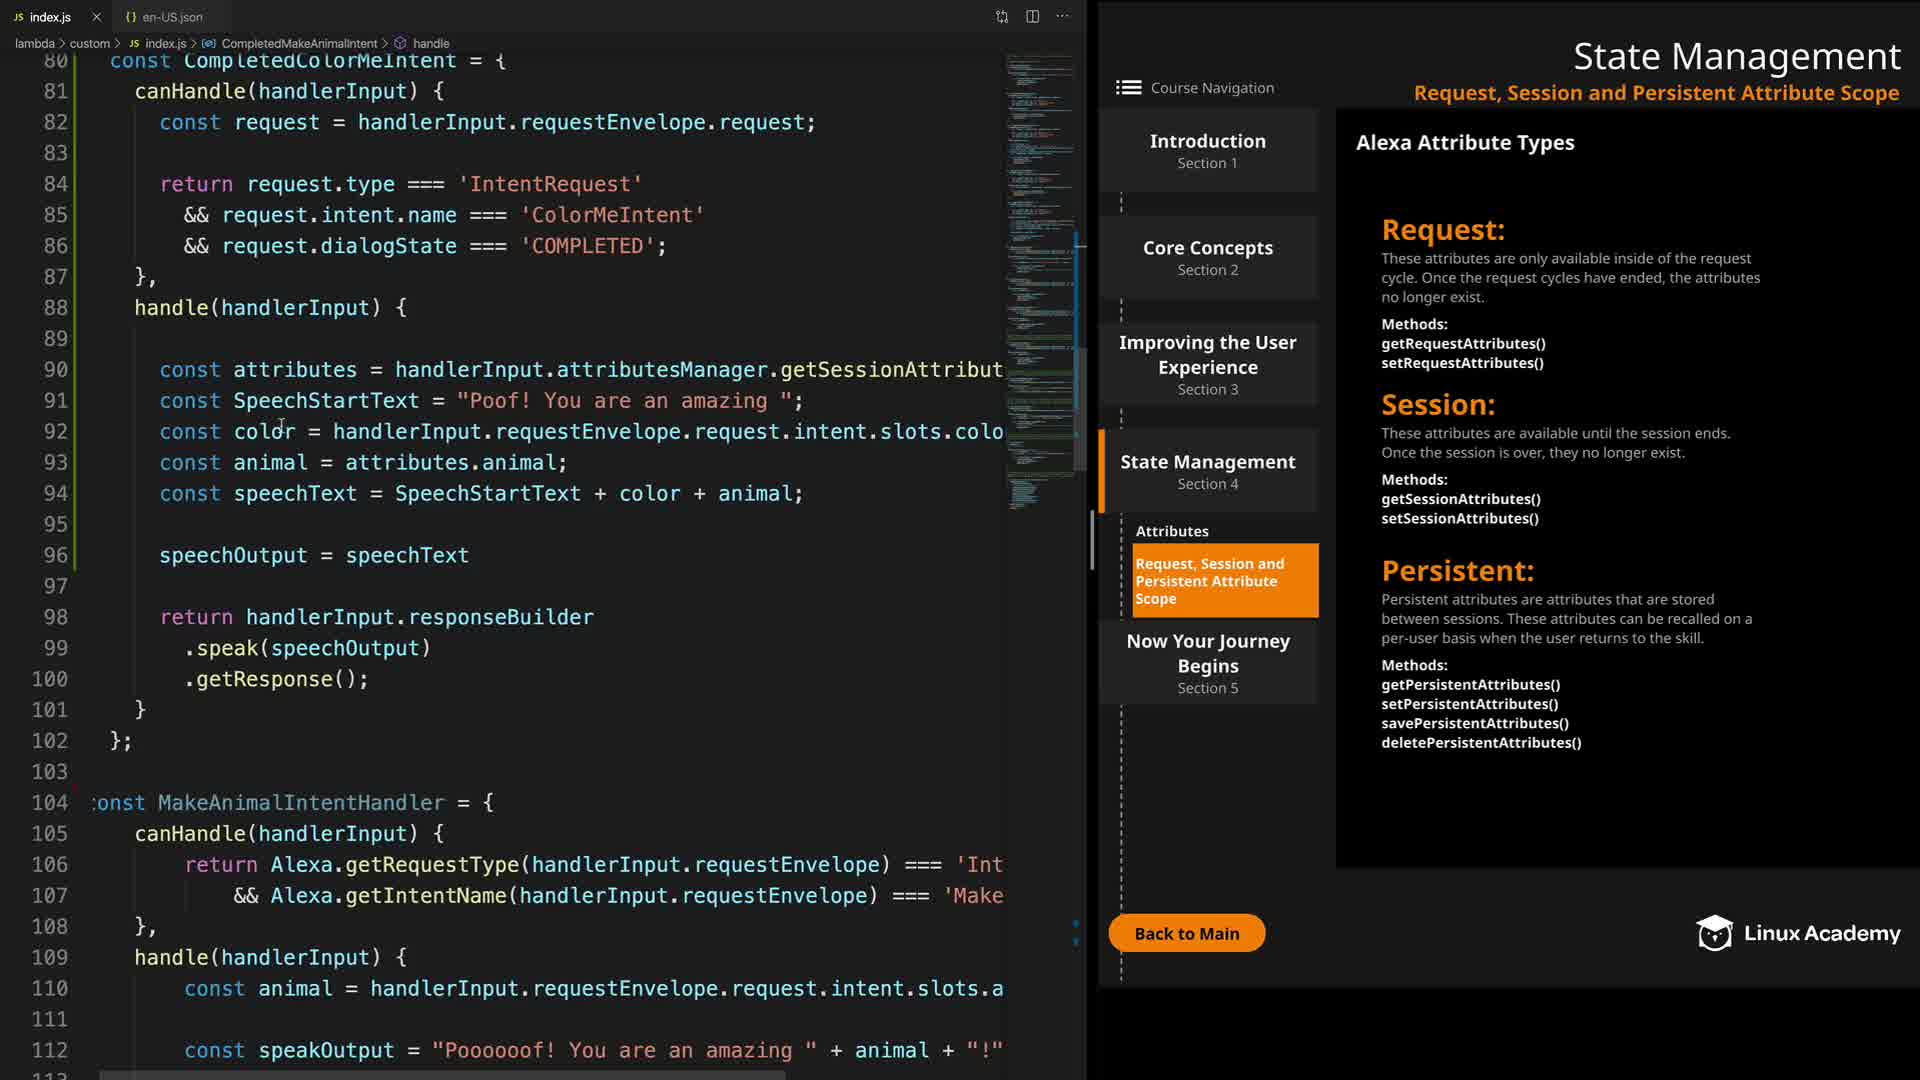 JS index.js ×
{ } en-US.json
···
lambda > custom > JS index.js > CompletedMakeAnimalIntent > handle
80 const CompletedColorMeIntent = {
81 canHandle(handlerInput) {
82 const request = handlerInput.requestEnvelope.request;
83
84 return request.type === 'IntentRequest'
85 && request.intent.name === 'ColorMeIntent'
86 && request.dialogState === 'COMPLETED';
87 },
88 handle(handlerInput) {
89
90 const attributes = handlerInput.attributesManager.getSessionAttribut
91 const SpeechStartText = "Poof! You are an amazing ";
92 const color = handlerInput.requestEnvelope.request.intent.slots.colo
93 const animal = attributes.animal;
94 const speechText = SpeechStartText + color + animal;
95
96 speechOutput = speechText
97
98 return handlerInput.responseBuilder
99 .speak(speechOutput)
100 .getResponse();
101 }
102 };
103
104 onst MakeAnimalIntentHandler = {
105 canHandle(handlerInput) {
106 return Alexa.getRequestType(handlerInput.requestEnvelope) === 'Int
107 && Alexa.getIntentName(handlerInput.requestEnvelope) === 'Make
108 },
109 handle(handlerInput) {
110 const animal = handlerInput.requestEnvelope.request.intent.slots.a
111
112 const speakOutput = "Poooooof! You are an amazing " + animal + "!"
113
State Management
Request, Session and Persistent Attribute Scope
Course Navigation
Introduction
Section 1
Core Concepts
Section 2
Improving the User
Experience
Section 3
State Management
Section 4
Attributes
Request, Session and
Persistent Attribute
Scope
Now Your Journey
Begins
Section 5
Back to Main
Alexa Attribute Types
Request:
These attributes are only available inside of the request
cycle. Once the request cycles have ended, the attributes
no longer exist.
Methods:
getRequestAttributes()
setRequestAttributes()
Session:
These attributes are available until the session ends.
Once the session is over, they no longer exist.
Methods:
getSessionAttributes()
setSessionAttributes()
Persistent:
Persistent attributes are attributes that are stored
between sessions. These attributes can be recalled on a
per-user basis when the user returns to the skill.
Methods:
getPersistentAttributes()
setPersistentAttributes()
savePersistentAttributes()
deletePersistentAttributes()
Linux Academy